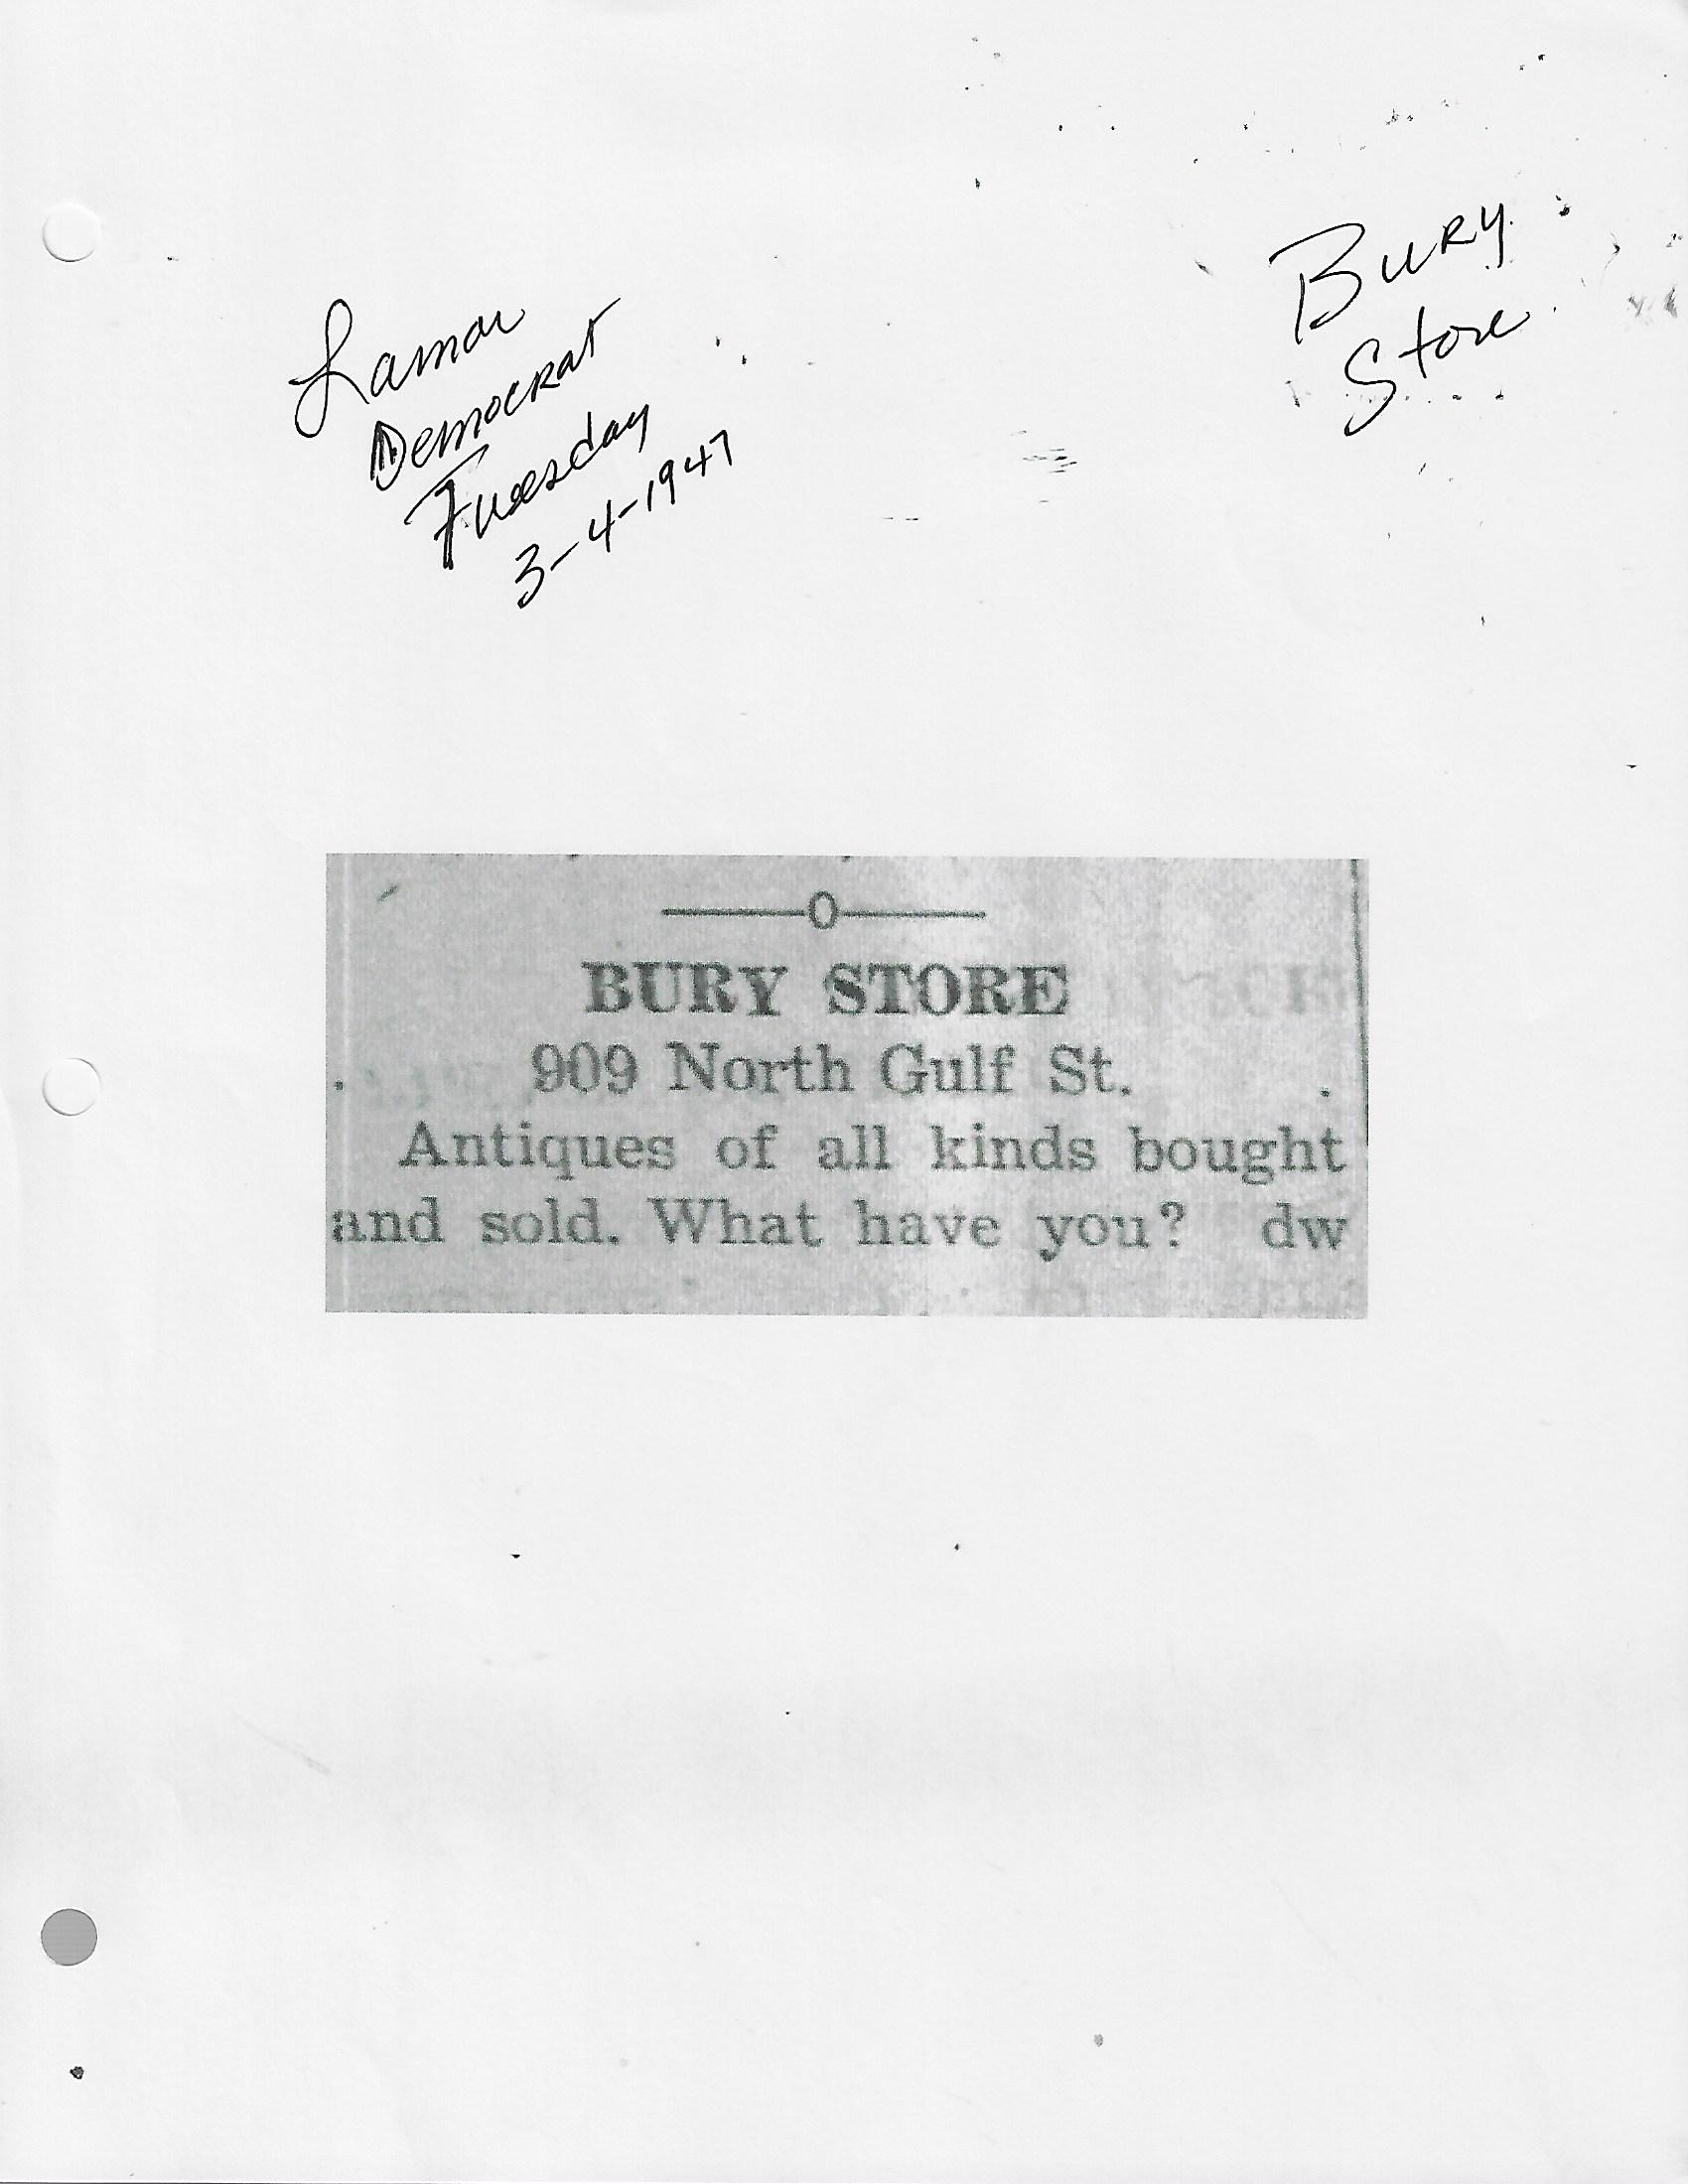 Bury
Store
Lamar
Democrat
Tuesday
3-4-1947
—O—
BURY STORE
909 North Gulf St.
Antiques of all kinds bought
and sold. What have you? dw